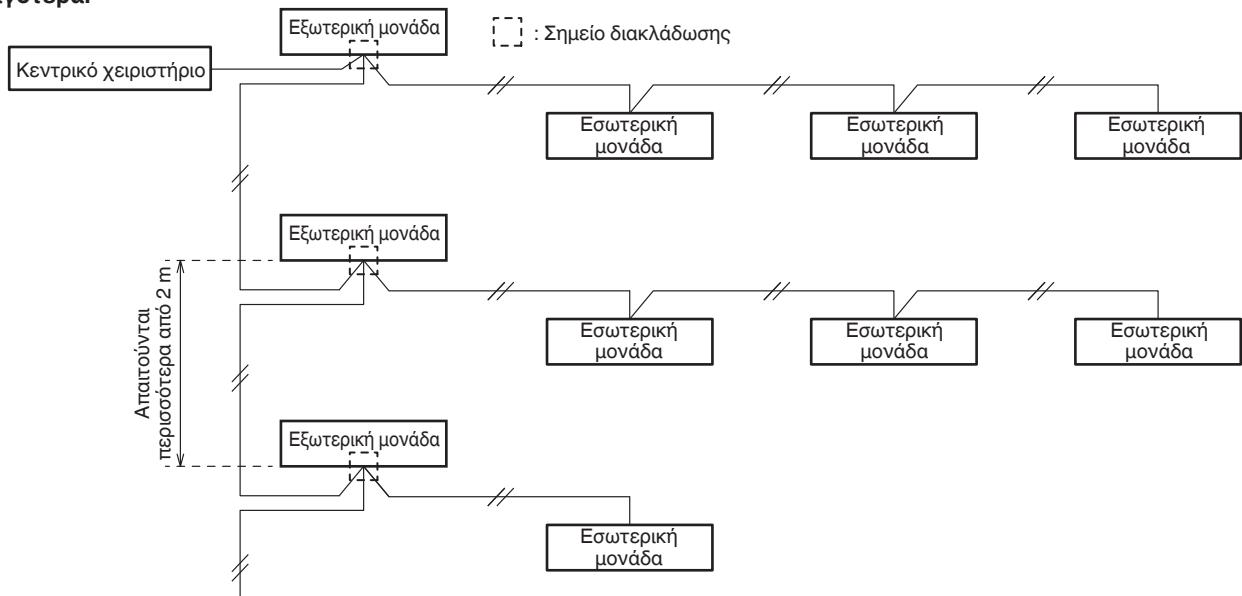 Εξωτερική μονάδα
: Σημείο διακλάδωσης
Κεντρικό χειριστήριο
Εσωτερική
μονάδα
Εσωτερική
μονάδα
Εσωτερική
μονάδα
Εξωτερική μονάδα
Απαιτούνται
περισσότερα από 2 m
Εσωτερική
μονάδα
Εσωτερική
μονάδα
Εσωτερική
μονάδα
Εξωτερική μονάδα
Εσωτερική
μονάδα